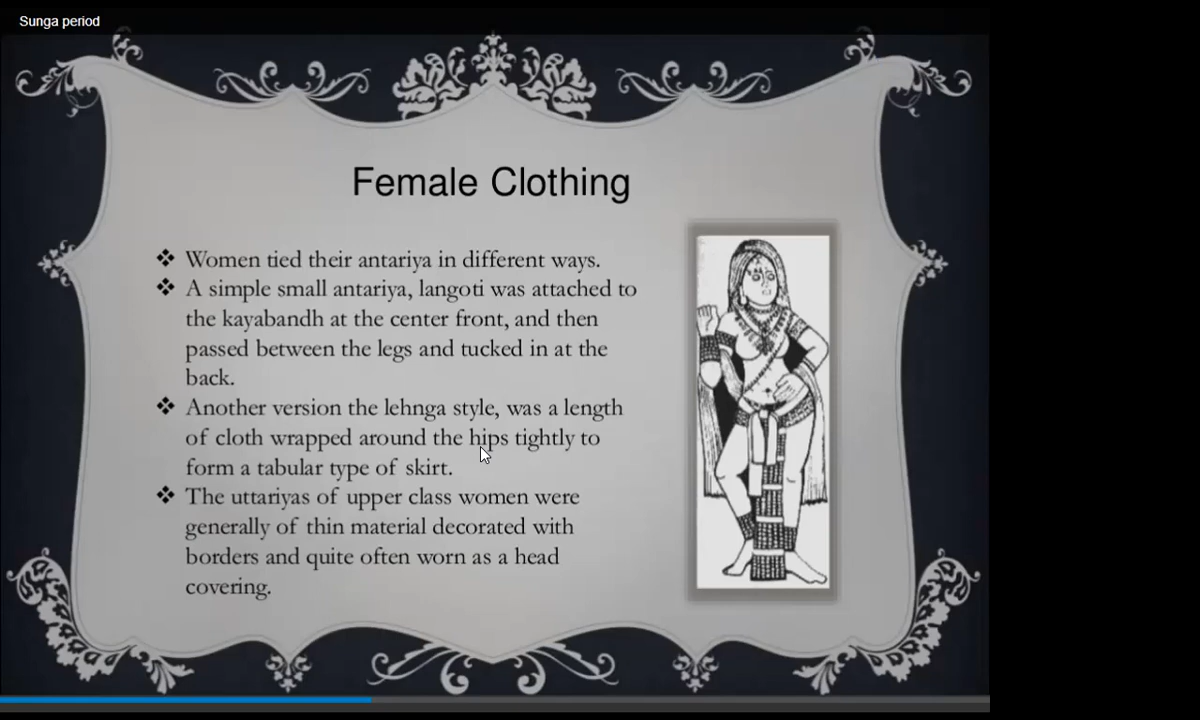 Sunga period
Female Clothing
❖ Women tied their antariya in different ways.
❖ A simple small antariya, langoti was attached to
the kayabandh at the center front, and then
passed between the legs and tucked in at the
back.
❖ Another version the lehnga style, was a length
of cloth wrapped around the hips tightly to
form a tabular type of skirt.
❖ The uttariyas of upper class women were
generally of thin material decorated with
borders and quite often worn as a head
covering.